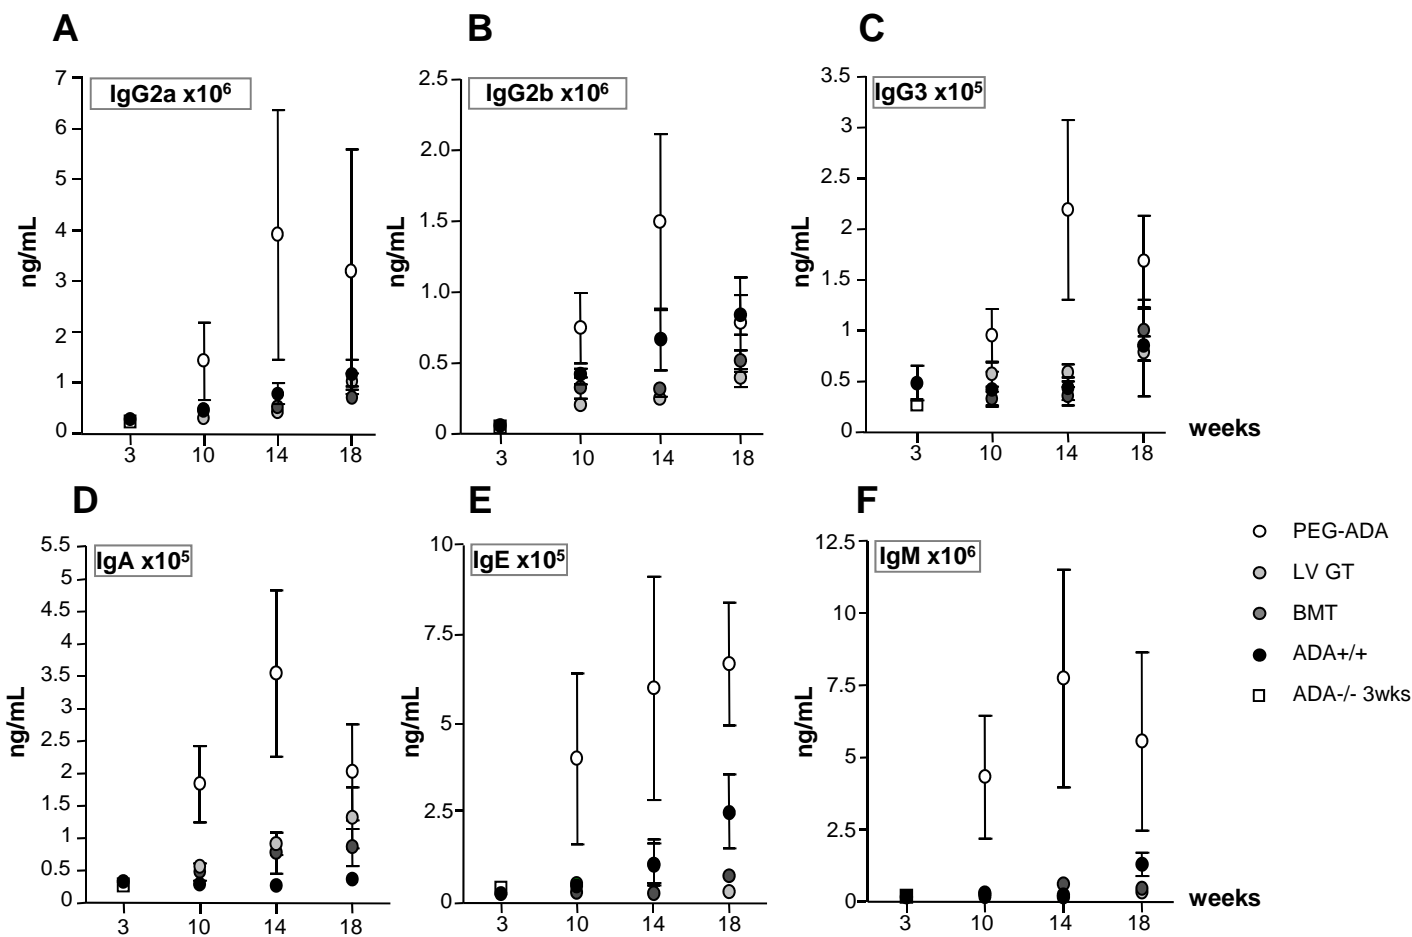 A
IgG2a x10⁶
7
6
5
4
3
2
1
0
ng/mL
3 10 14 18
B
IgG2b x10⁶
2.5
2.0
1.5
1.0
0.5
0
ng/mL
3 10 14 18
C
IgG3 x10⁵
3.5
3
2.5
2
1.5
1
0.5
0
ng/mL
3 10 14 18
weeks
D
IgA x10⁵
5.5
5
4.5
4
3.5
3
2.5
2
1.5
1
0.5
0
ng/mL
3 10 14 18
E
IgE x10⁵
10
7.5
5
2.5
0
ng/mL
3 10 14 18
F
IgM x10⁶
12.5
10
7.5
5
2.5
0
ng/mL
3 10 14 18
weeks
PEG-ADA
LV GT
BMT
ADA+/+
ADA-/- 3wks